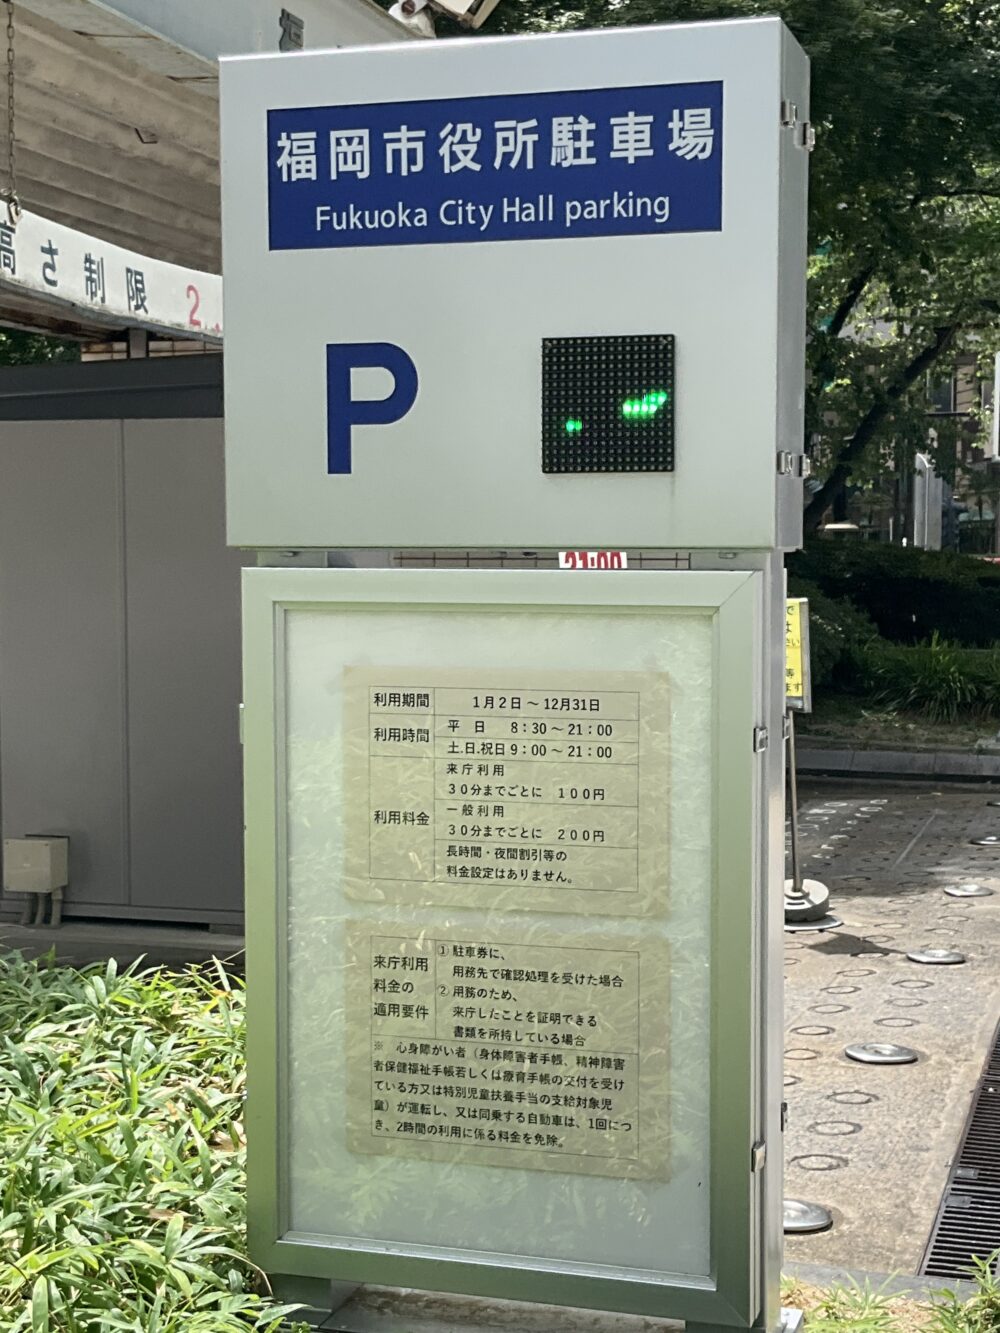 福岡市役所駐車場
Fukuoka City Hall parking
高さ制限 2.
P
21:00
利用期間 1月2日～12月31日
利用時間 平 日 8:30～21:00
土.日.祝日 9:00～21:00
利用料金 来庁利用
30分までごとに 100円
一般利用
30分までごとに 200円
長時間・夜間割引等の
料金設定はありません。
来庁利用料金の適用要件
① 駐車券に、
用務先で確認処理を受けた場合
② 用務のため、
来庁したことを証明できる
書類を所持している場合
※ 心身障がい者（身体障害者手帳、精神障害
者保健福祉手帳若しくは療育手帳の交付を受け
ている方又は特別児童扶養手当の支給対象児
童）が運転し、又は同乗する自動車は、1回につ
き、2時間の利用に係る料金を免除。